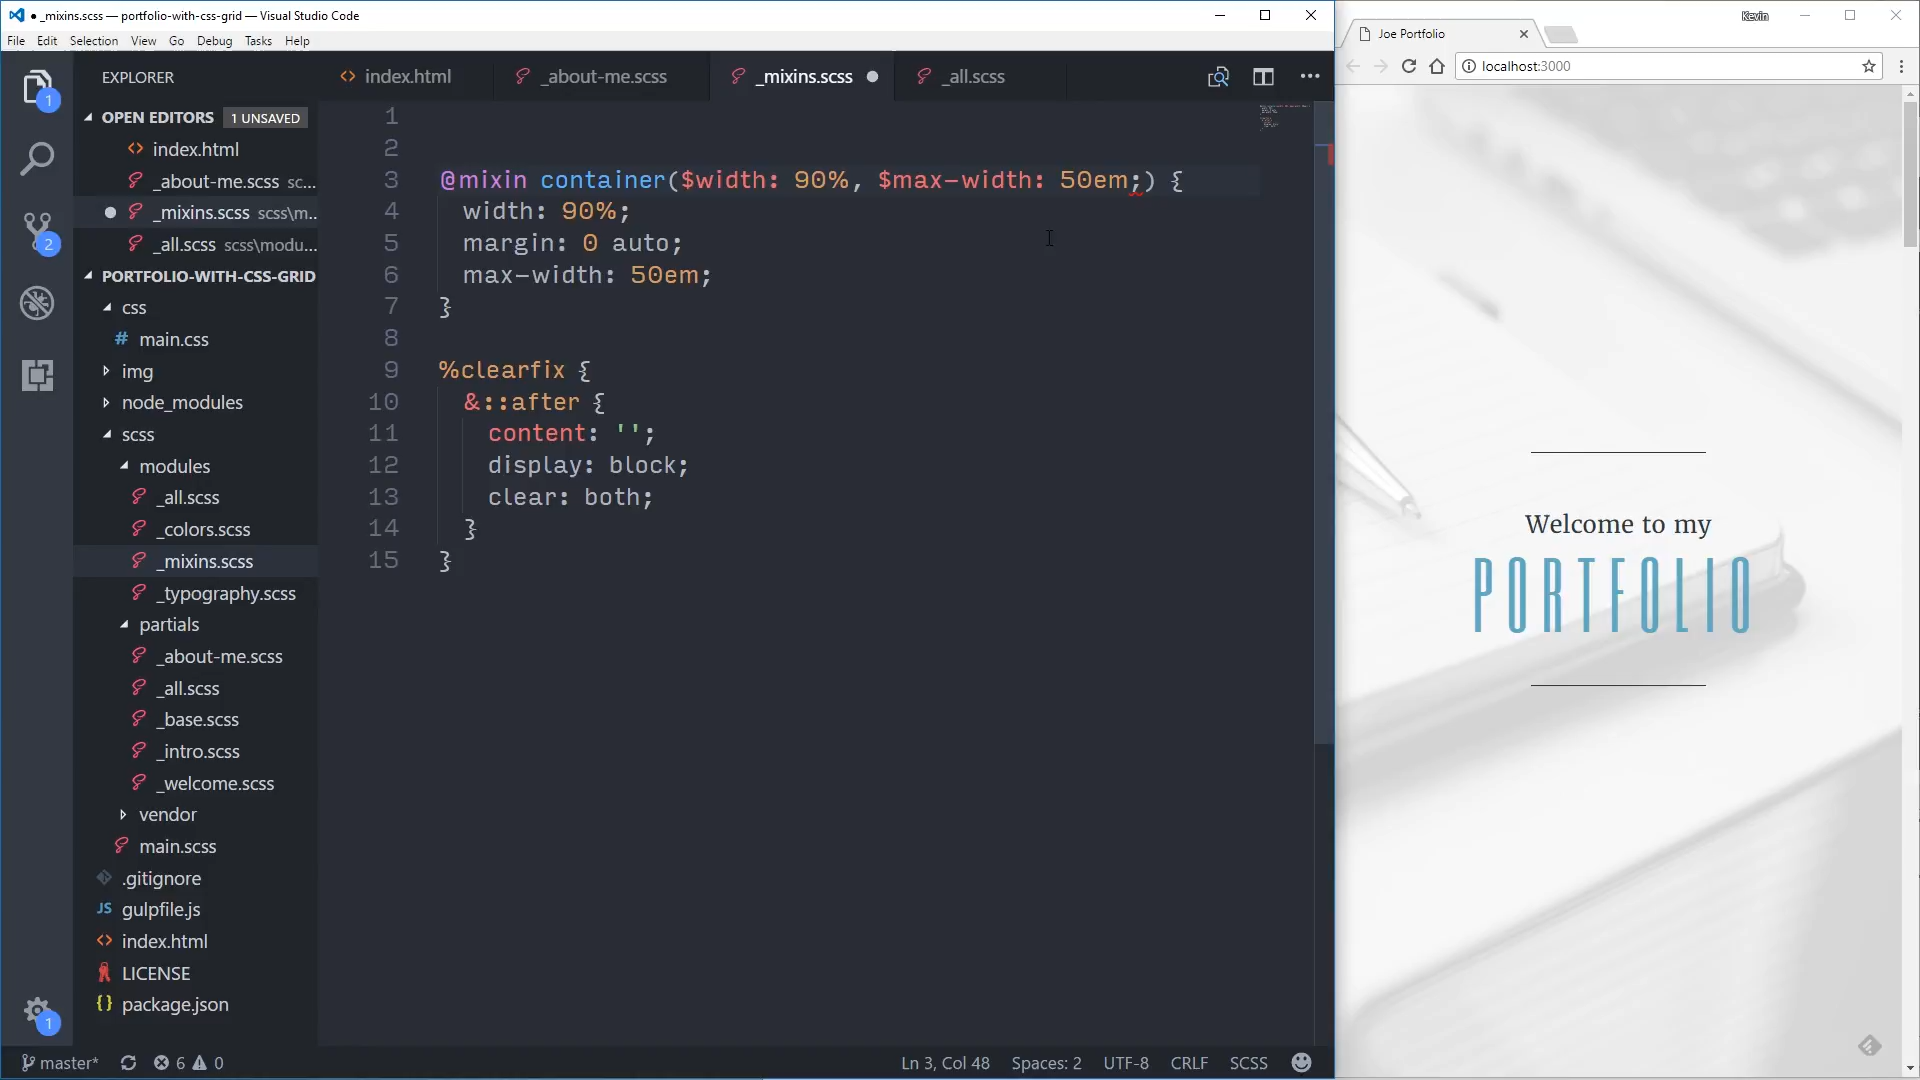 _mixins.scss — portfolio-with-css-grid — Visual Studio Code
File Edit Selection View Go Debug Tasks Help
EXPLORER
OPEN EDITORS 1 UNSAVED
index.html
_about-me.scss sc...
_mixins.scss scss\m...
_all.scss scss\modu...
PORTFOLIO-WITH-CSS-GRID
css
# main.css
img
node_modules
scss
modules
_all.scss
_colors.scss
_mixins.scss
_typography.scss
partials
_about-me.scss
_all.scss
_base.scss
_intro.scss
_welcome.scss
vendor
main.scss
.gitignore
JS gulpfile.js
<> index.html
LICENSE
{} package.json
1
2
1
<> index.html _about-me.scss _mixins.scss _all.scss
1
2
3 @mixin container($width: 90%, $max-width: 50em;) {
4 width: 90%;
5 margin: 0 auto;
6 max-width: 50em;
7 }
8
9 %clearfix {
10 &::after {
11 content: '';
12 display: block;
13 clear: both;
14 }
15 }
master* 6 0 Ln 3, Col 48 Spaces: 2 UTF-8 CRLF SCSS
Kevin
Joe Portfolio
localhost:3000
Welcome to my
PORTFOLIO